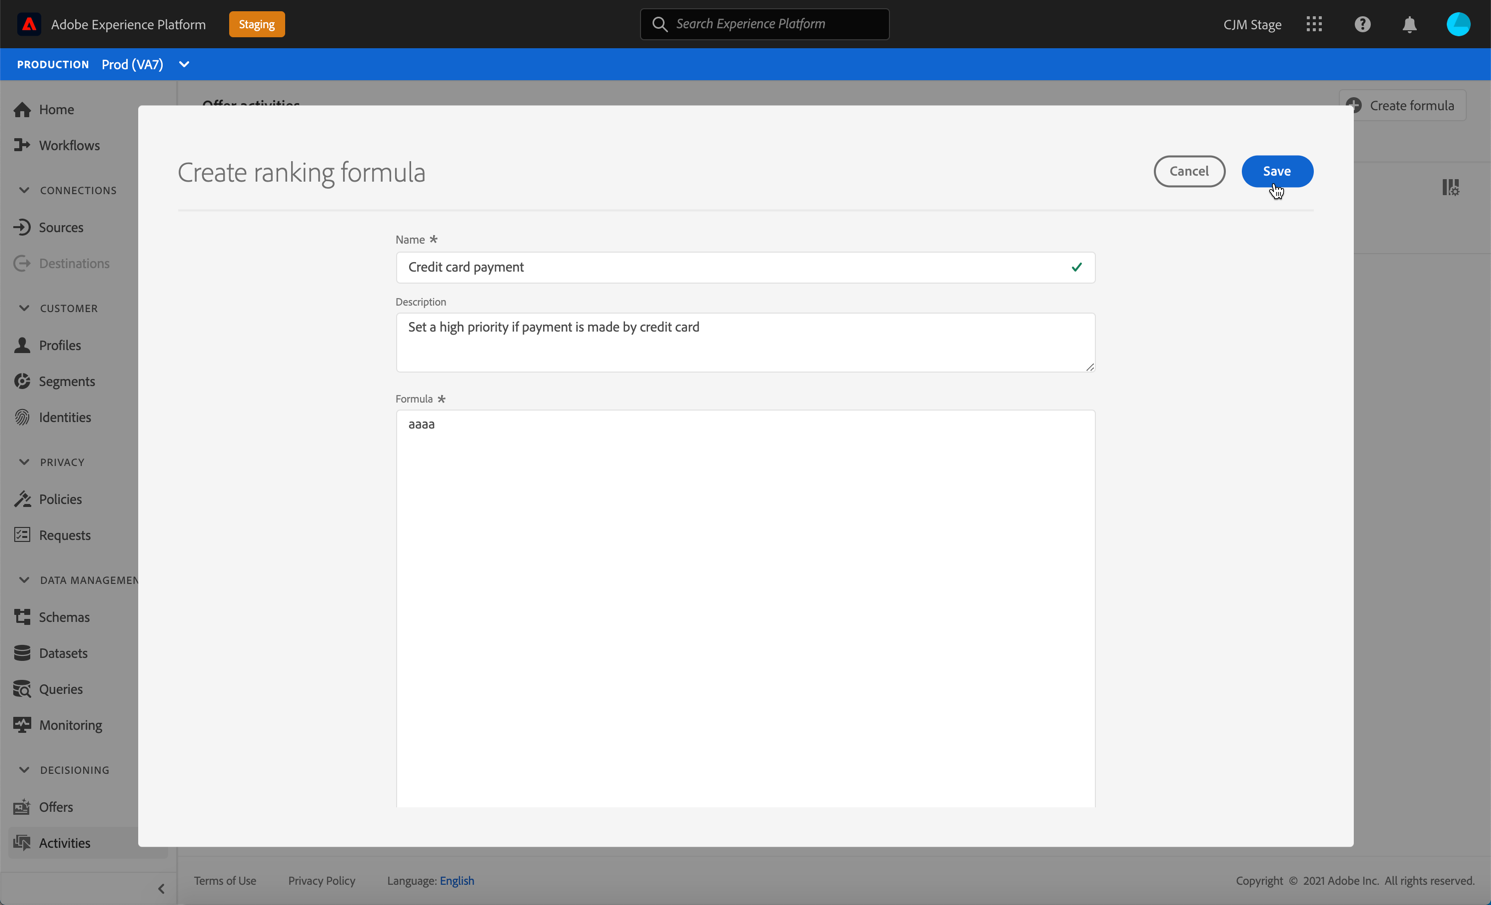 Adobe Experience Platform
Staging
Search Experience Platform
CJM Stage
PRODUCTION Prod (VA7)
Home
Workflows
CONNECTIONS
Sources
Destinations
CUSTOMER
Profiles
Segments
Identities
PRIVACY
Policies
Requests
DATA MANAGEMEN
Schemas
Datasets
Queries
Monitoring
DECISIONING
Offers
Activities
Offer activities
Create formula
Create ranking formula
Cancel
Save
Name *
Credit card payment
Description
Set a high priority if payment is made by credit card
Formula *
aaaa
Terms of Use
Privacy Policy
Language: English
Copyright © 2021 Adobe Inc. All rights reserved.